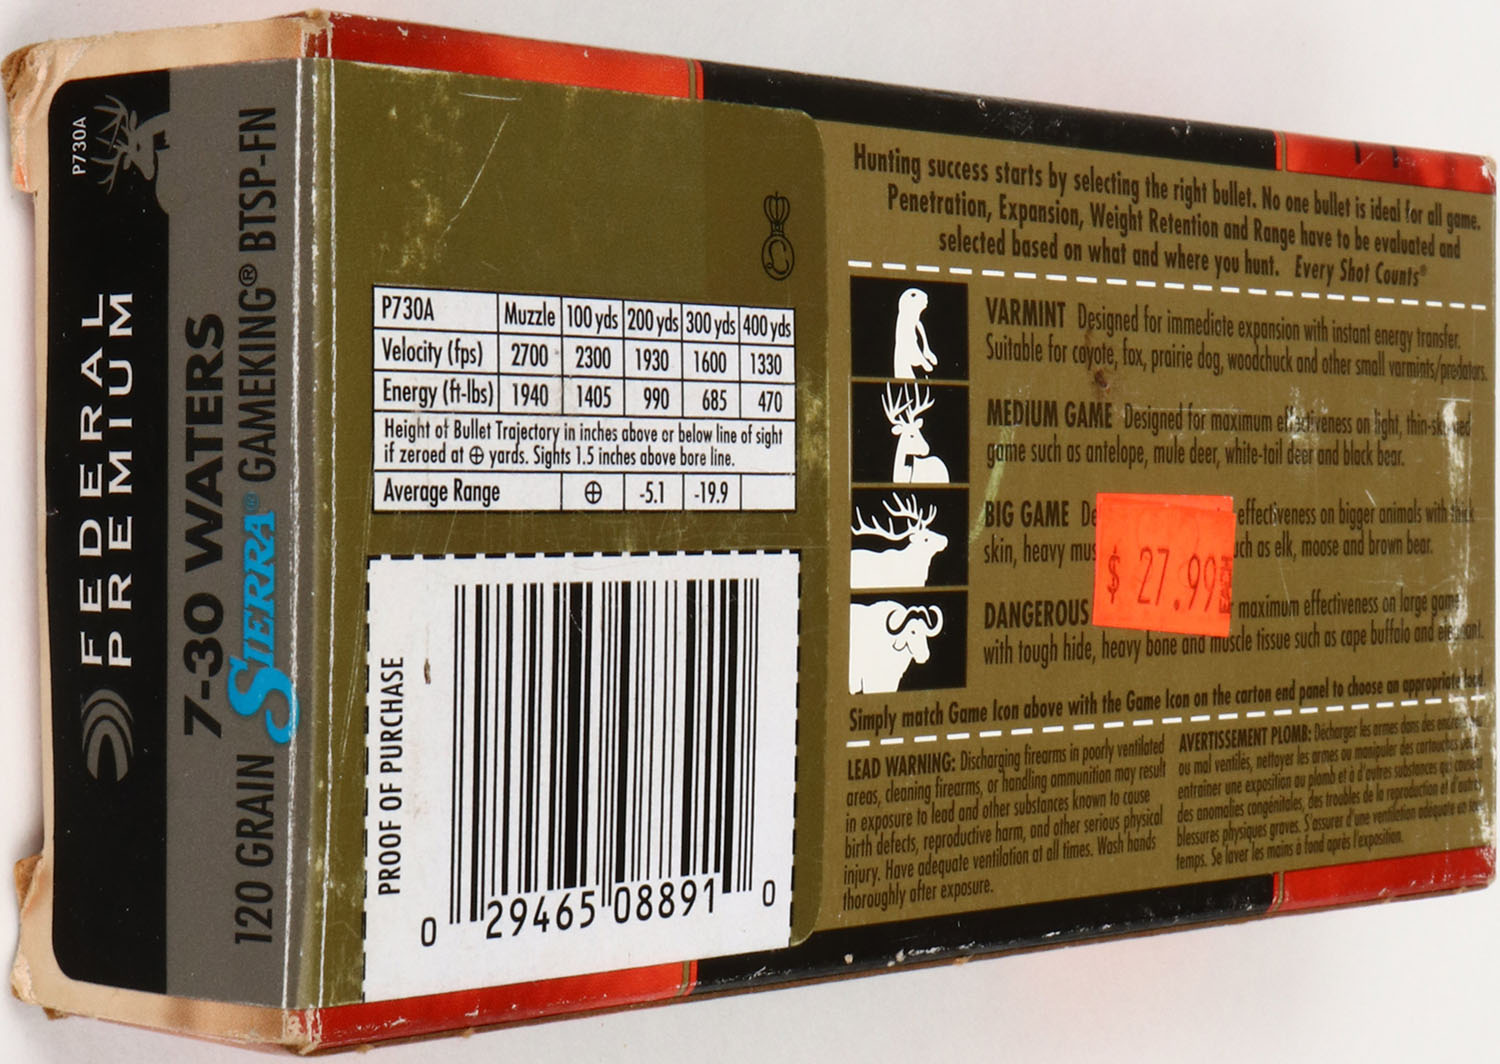 P730A
FEDERAL
PREMIUM
7-30 WATERS
120 GRAIN SIERRA® GAMEKING® BTSP-FN
P730A Muzzle 100 yds 200 yds 300 yds 400 yds
Velocity (fps) 2700 2300 1930 1600 1330
Energy (ft-lbs) 1940 1405 990 685 470
Height of Bullet Trajectory in inches above or below line of sight
if zeroed at ⊕ yards. Sights 1.5 inches above bore line.
Average Range ⊕ -5.1 -19.9
PROOF OF PURCHASE
0 29465 08891 0
Hunting success starts by selecting the right bullet. No one bullet is ideal for all game.
Penetration, Expansion, Weight Retention and Range have to be evaluated and
selected based on what and where you hunt. Every Shot Counts®
VARMINT Designed for immediate expansion with instant energy transfer.
Suitable for coyote, fox, prairie dog, woodchuck and other small varmints/predators.
MEDIUM GAME Designed for maximum effectiveness on light, thin-skinned
game such as antelope, mule deer, white-tail deer and black bear.
BIG GAME De effectiveness on bigger animals with thick
skin, heavy mus uch as elk, moose and brown bear.
DANGEROUS maximum effectiveness on large game
with tough hide, heavy bone and muscle tissue such as cape buffalo and elephant.
$ 27.99
EACH
Simply match Game Icon above with the Game Icon on the carton end panel to choose an appropriate load.
LEAD WARNING: Discharging firearms in poorly ventilated
areas, cleaning firearms, or handling ammunition may result
in exposure to lead and other substances known to cause
birth defects, reproductive harm, and other serious physical
injury. Have adequate ventilation at all times. Wash hands
thoroughly after exposure.
AVERTISSEMENT PLOMB: Décharger les armes dans des endroits
ou mal ventilés, nettoyer les armes ou manipuler des cartouches peut
entraîner une exposition au plomb et à d'autres substances qui causent
des anomalies congénitales, des troubles de la reproduction et d'autres
blessures physiques graves. S'assurer d'une ventilation adéquate en tout
temps. Se laver les mains à fond après l'exposition.